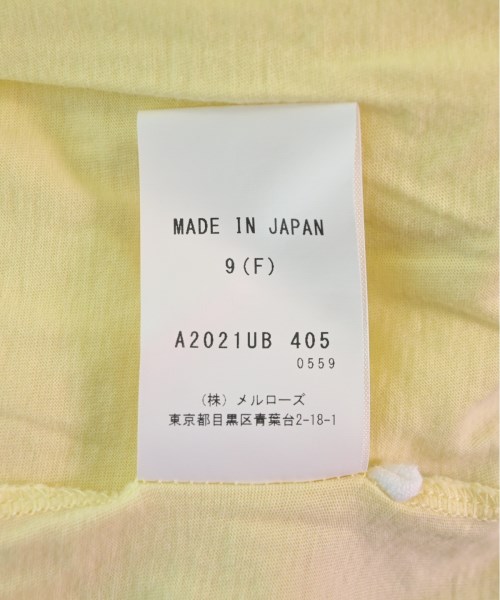 MADE IN JAPAN
9(F)
A2021UB 405
0559
(株) メルローズ
東京都目黒区青葉台2-18-1